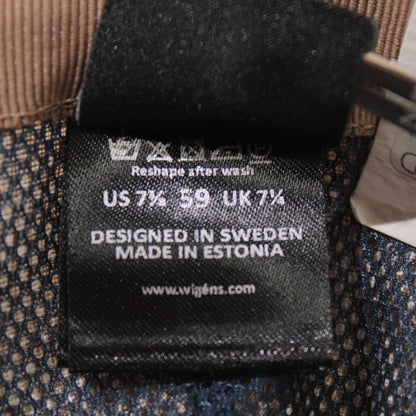 Reshape after wash
US 7⅜ 59 UK 7¼
DESIGNED IN SWEDEN
MADE IN ESTONIA
www.wigens.com